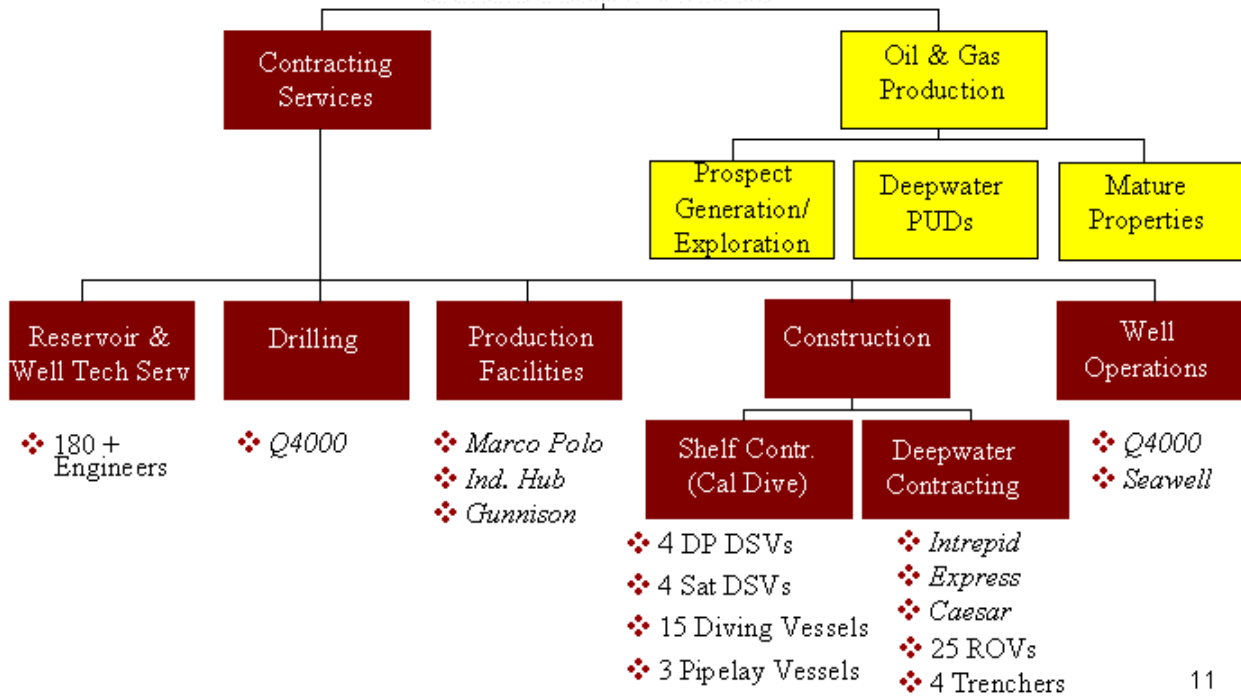 Contracting
Services
Oil & Gas
Production
Prospect
Generation/
Exploration
Deepwater
PUDs
Mature
Properties
Reservoir &
Well Tech Serv
Drilling
Production
Facilities
Construction
Well
Operations
180 +
Engineers
Q4000
Marco Polo
Ind. Hub
Gunnison
Shelf Contr.
(Cal Dive)
Deepwater
Contracting
Q4000
Seawell
4 DP DSVs
4 Sat DSVs
15 Diving Vessels
3 Pipelay Vessels
Intrepid
Express
Caesar
25 ROVs
4 Trenchers
11